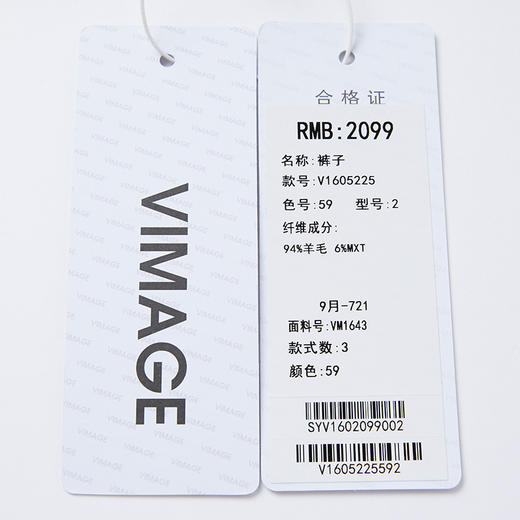 VIMAGE
合格证
RMB:2099
名称:裤子
款号:V1605225
色号:59 型号:2
纤维成分:
94%羊毛 6%MXT
9月-721
面料号:VM1643
款式数:3
颜色:59
SYV1602099002
V1605225592